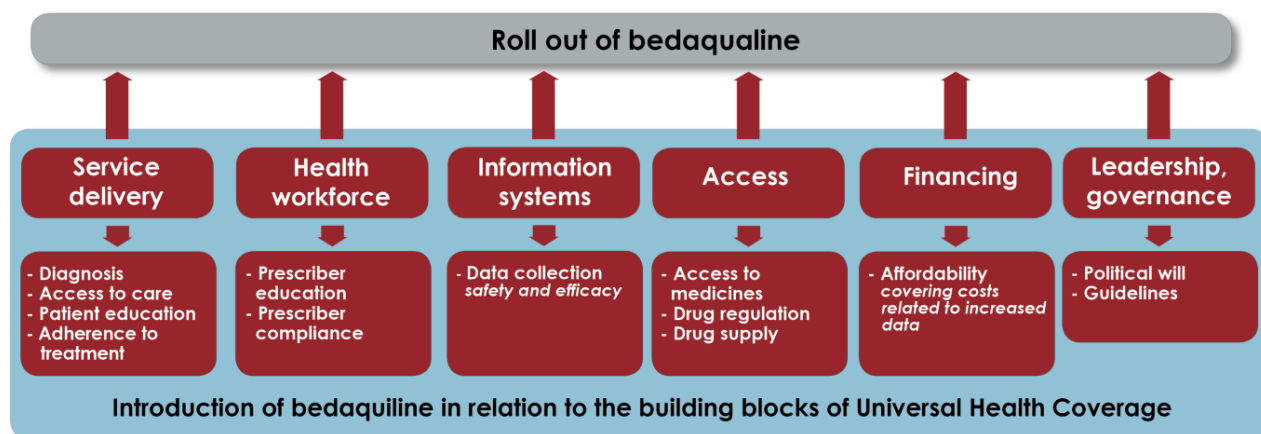 Roll out of bedaqualine
Service
delivery
Health
workforce
Information
systems
Access
Financing
Leadership,
governance
- Diagnosis
- Access to care
- Patient education
- Adherence to
treatment
- Prescriber
education
- Prescriber
compliance
- Data collection
safety and efficacy
- Access to
medicines
- Drug regulation
- Drug supply
- Affordability
covering costs
related to increased
data
- Political will
- Guidelines
Introduction of bedaquiline in relation to the building blocks of Universal Health Coverage